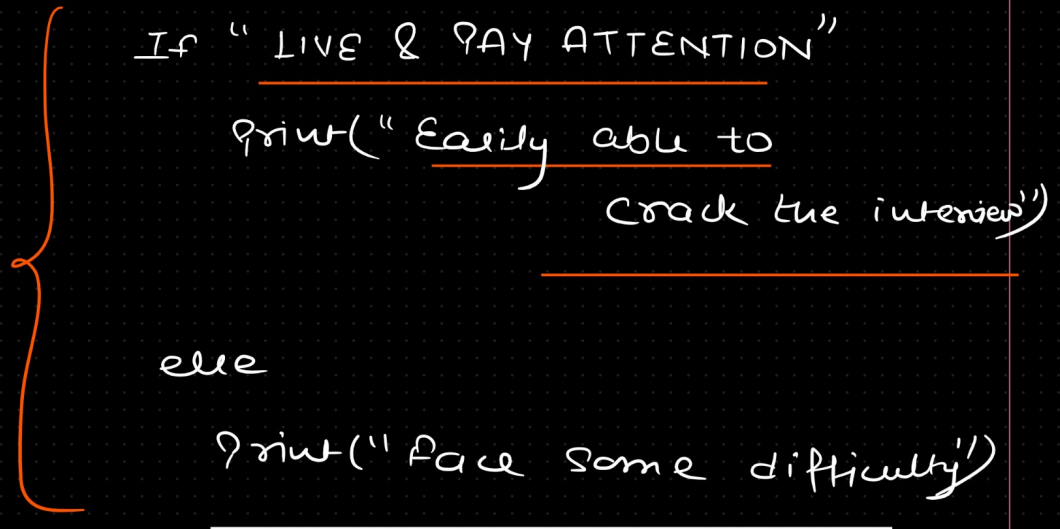 If "LIVE & PAY ATTENTION"
print("Easily able to
crack the interview")
else
print("face some difficulty")